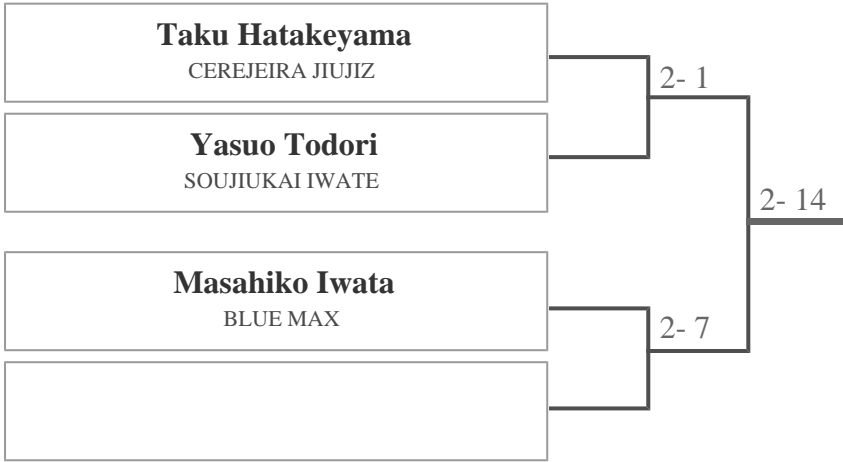 Taku Hatakeyama
CEREJEIRA JIUJIZ
2- 1
Yasuo Todori
SOUJIUKAI IWATE
2- 14
Masahiko Iwata
BLUE MAX
2- 7